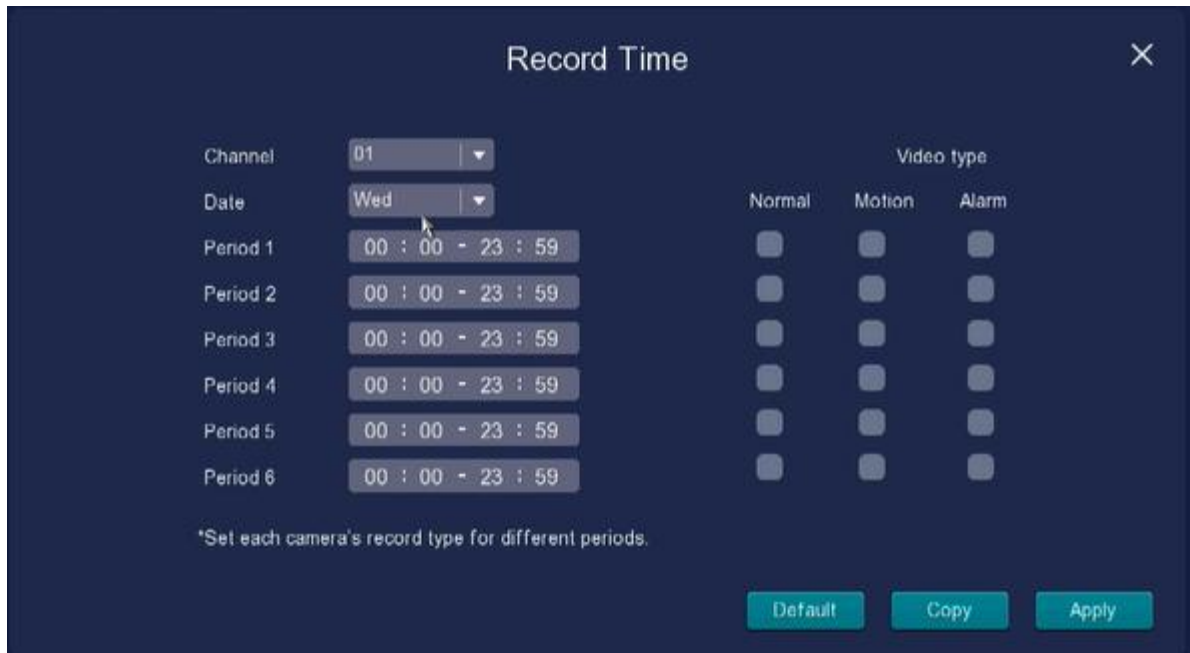 Record Time
Channel 01 Video type
Date Wed Normal Motion Alarm
Period 1 00 : 00 - 23 : 59
Period 2 00 : 00 - 23 : 59
Period 3 00 : 00 - 23 : 59
Period 4 00 : 00 - 23 : 59
Period 5 00 : 00 - 23 : 59
Period 6 00 : 00 - 23 : 59
*Set each camera's record type for different periods.
Default Copy Apply